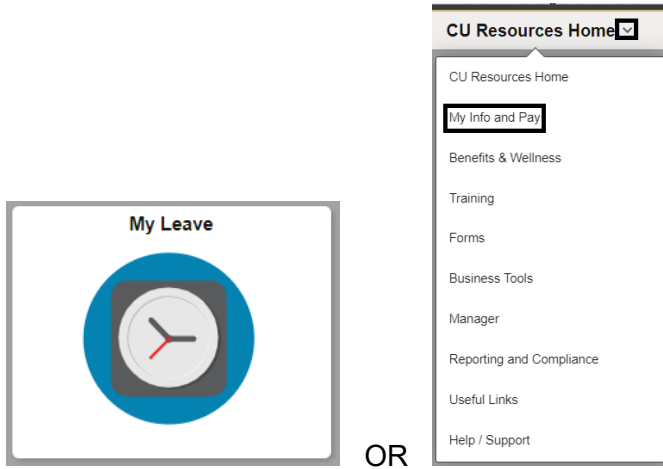 My Leave
OR
CU Resources Home
CU Resources Home
My Info and Pay
Benefits & Wellness
Training
Forms
Business Tools
Manager
Reporting and Compliance
Useful Links
Help / Support